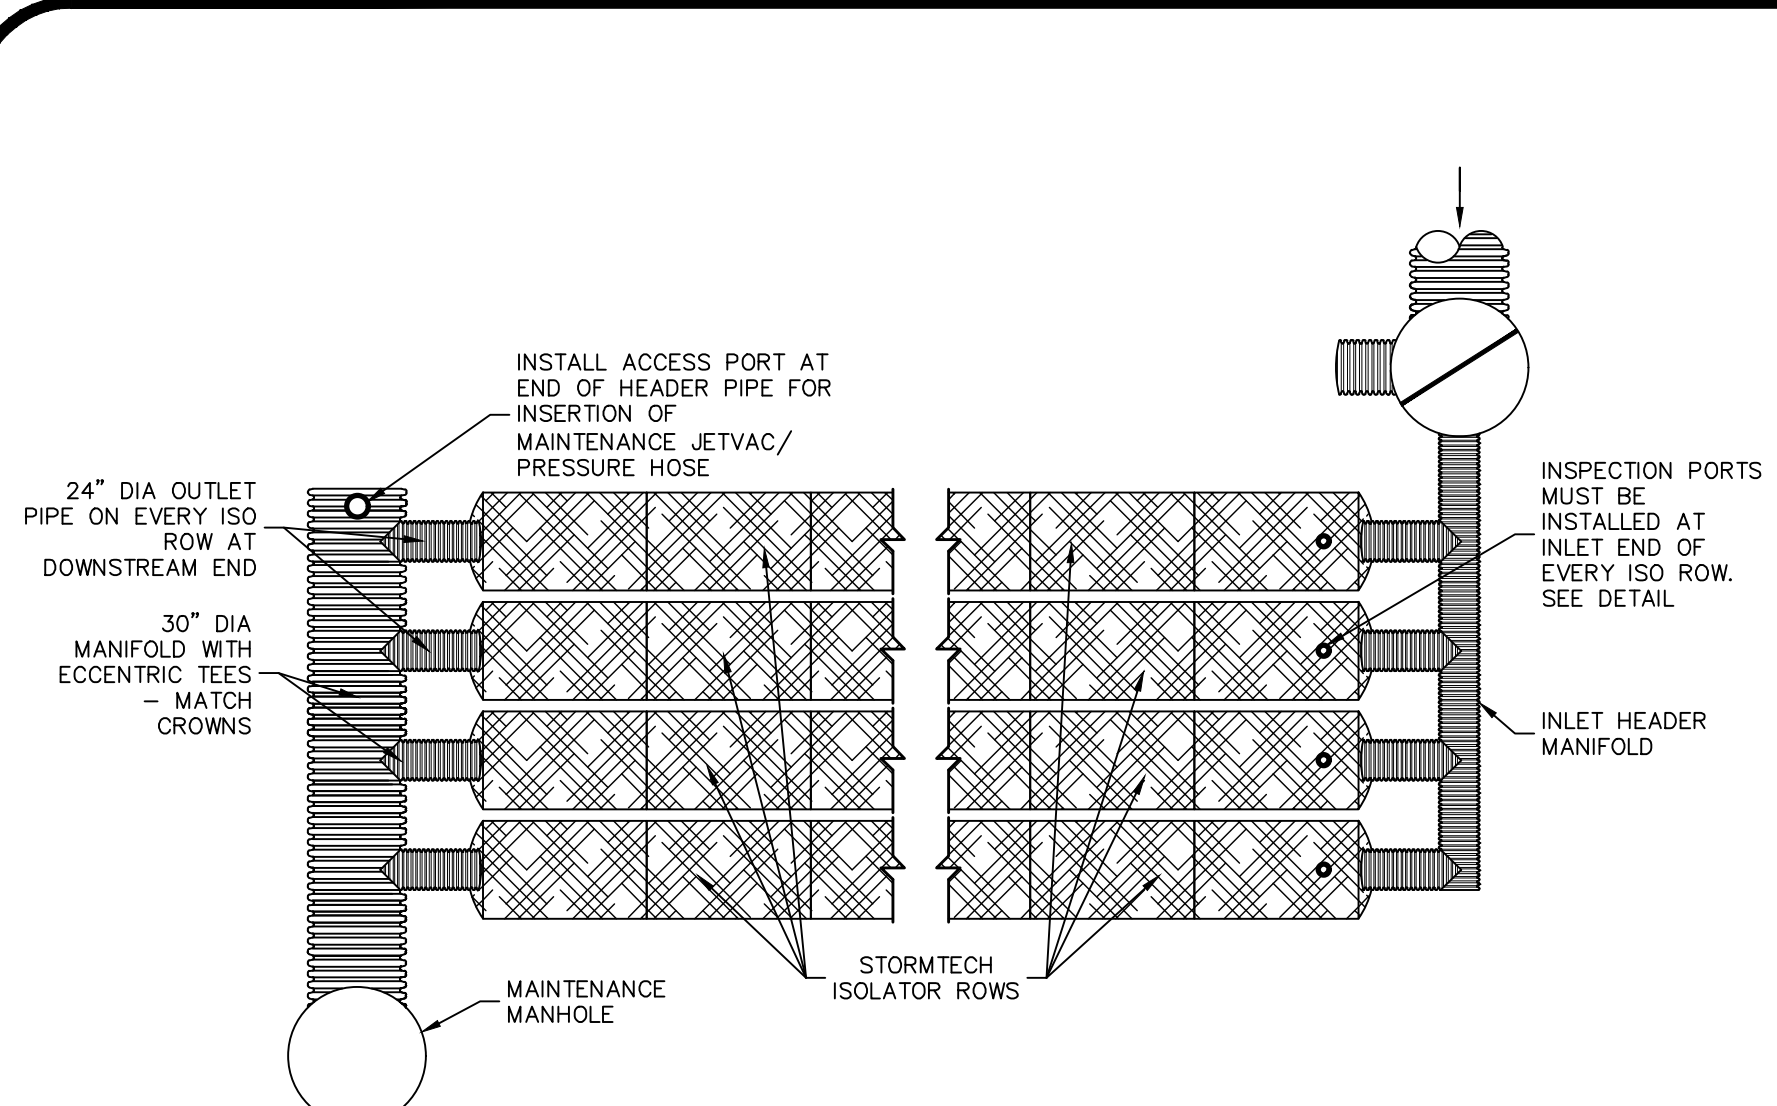 INSTALL ACCESS PORT AT
END OF HEADER PIPE FOR
INSERTION OF
MAINTENANCE JETVAC/
PRESSURE HOSE
24” DIA OUTLET
PIPE ON EVERY ISO
ROW AT
DOWNSTREAM END
30” DIA
MANIFOLD WITH
ECCENTRIC TEES
– MATCH
CROWNS
INSPECTION PORTS
MUST BE
INSTALLED AT
INLET END OF
EVERY ISO ROW.
SEE DETAIL
INLET HEADER
MANIFOLD
STORMTECH
ISOLATOR ROWS
MAINTENANCE
MANHOLE